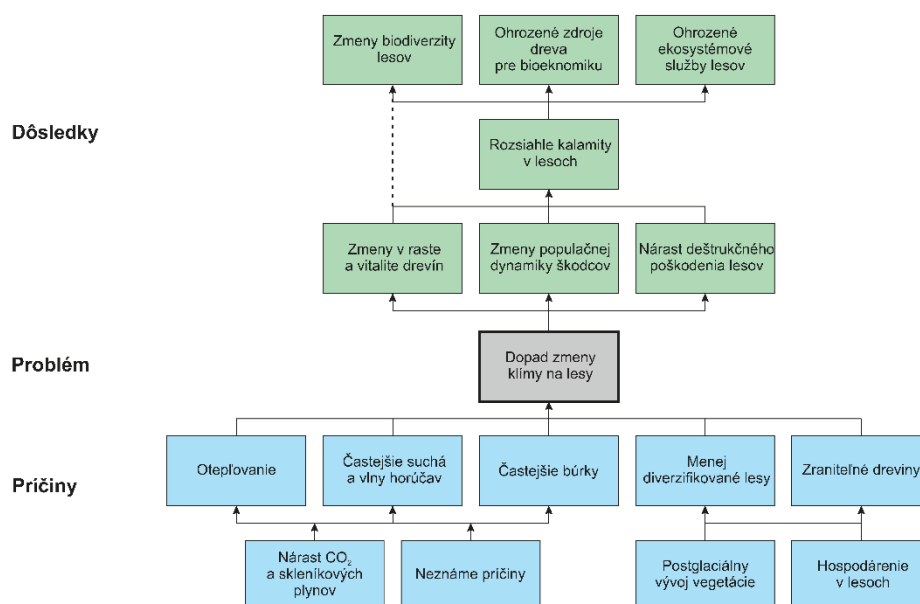 Zmeny biodiverzity
lesov
Ohrozené zdroje
dreva
pre bioeknomiku
Ohrozené
ekosystémové
služby lesov
Dôsledky
Rozsiahle kalamity
v lesoch
Zmeny v raste
a vitalite drevín
Zmeny populačnej
dynamiky škodcov
Nárast deštrukčného
poškodenia lesov
Problém
Dopad zmeny
klímy na lesy
Príčiny
Otepľovanie
Častejšie suchá
a vlny horúčav
Častejšie búrky
Menej
diverzifikované lesy
Zraniteľné dreviny
Nárast CO₂
a skleníkových
plynov
Neznáme príčiny
Postglaciálny
vývoj vegetácie
Hospodárenie
v lesoch